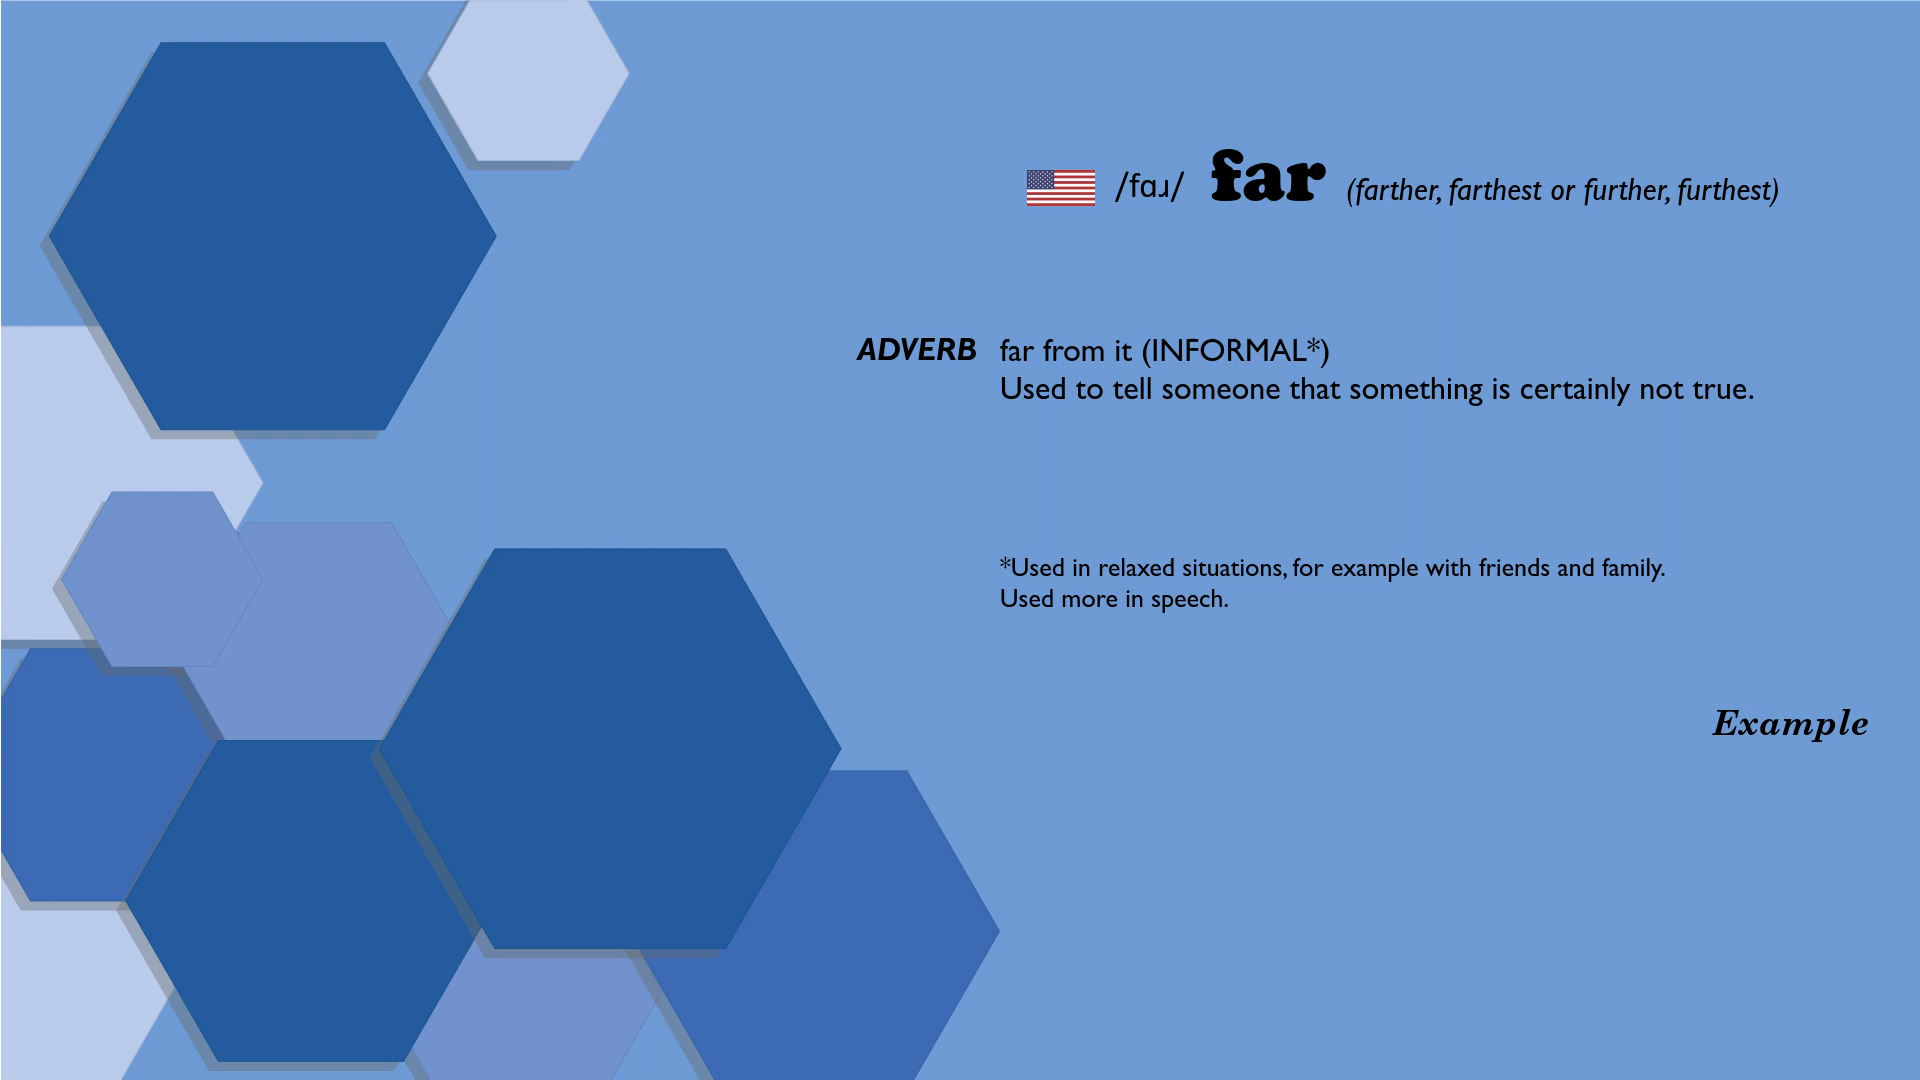 /fɑɹ/ far (farther, farthest or further, furthest)
ADVERB far from it (INFORMAL*)
Used to tell someone that something is certainly not true.
*Used in relaxed situations, for example with friends and family.
Used more in speech.
Example